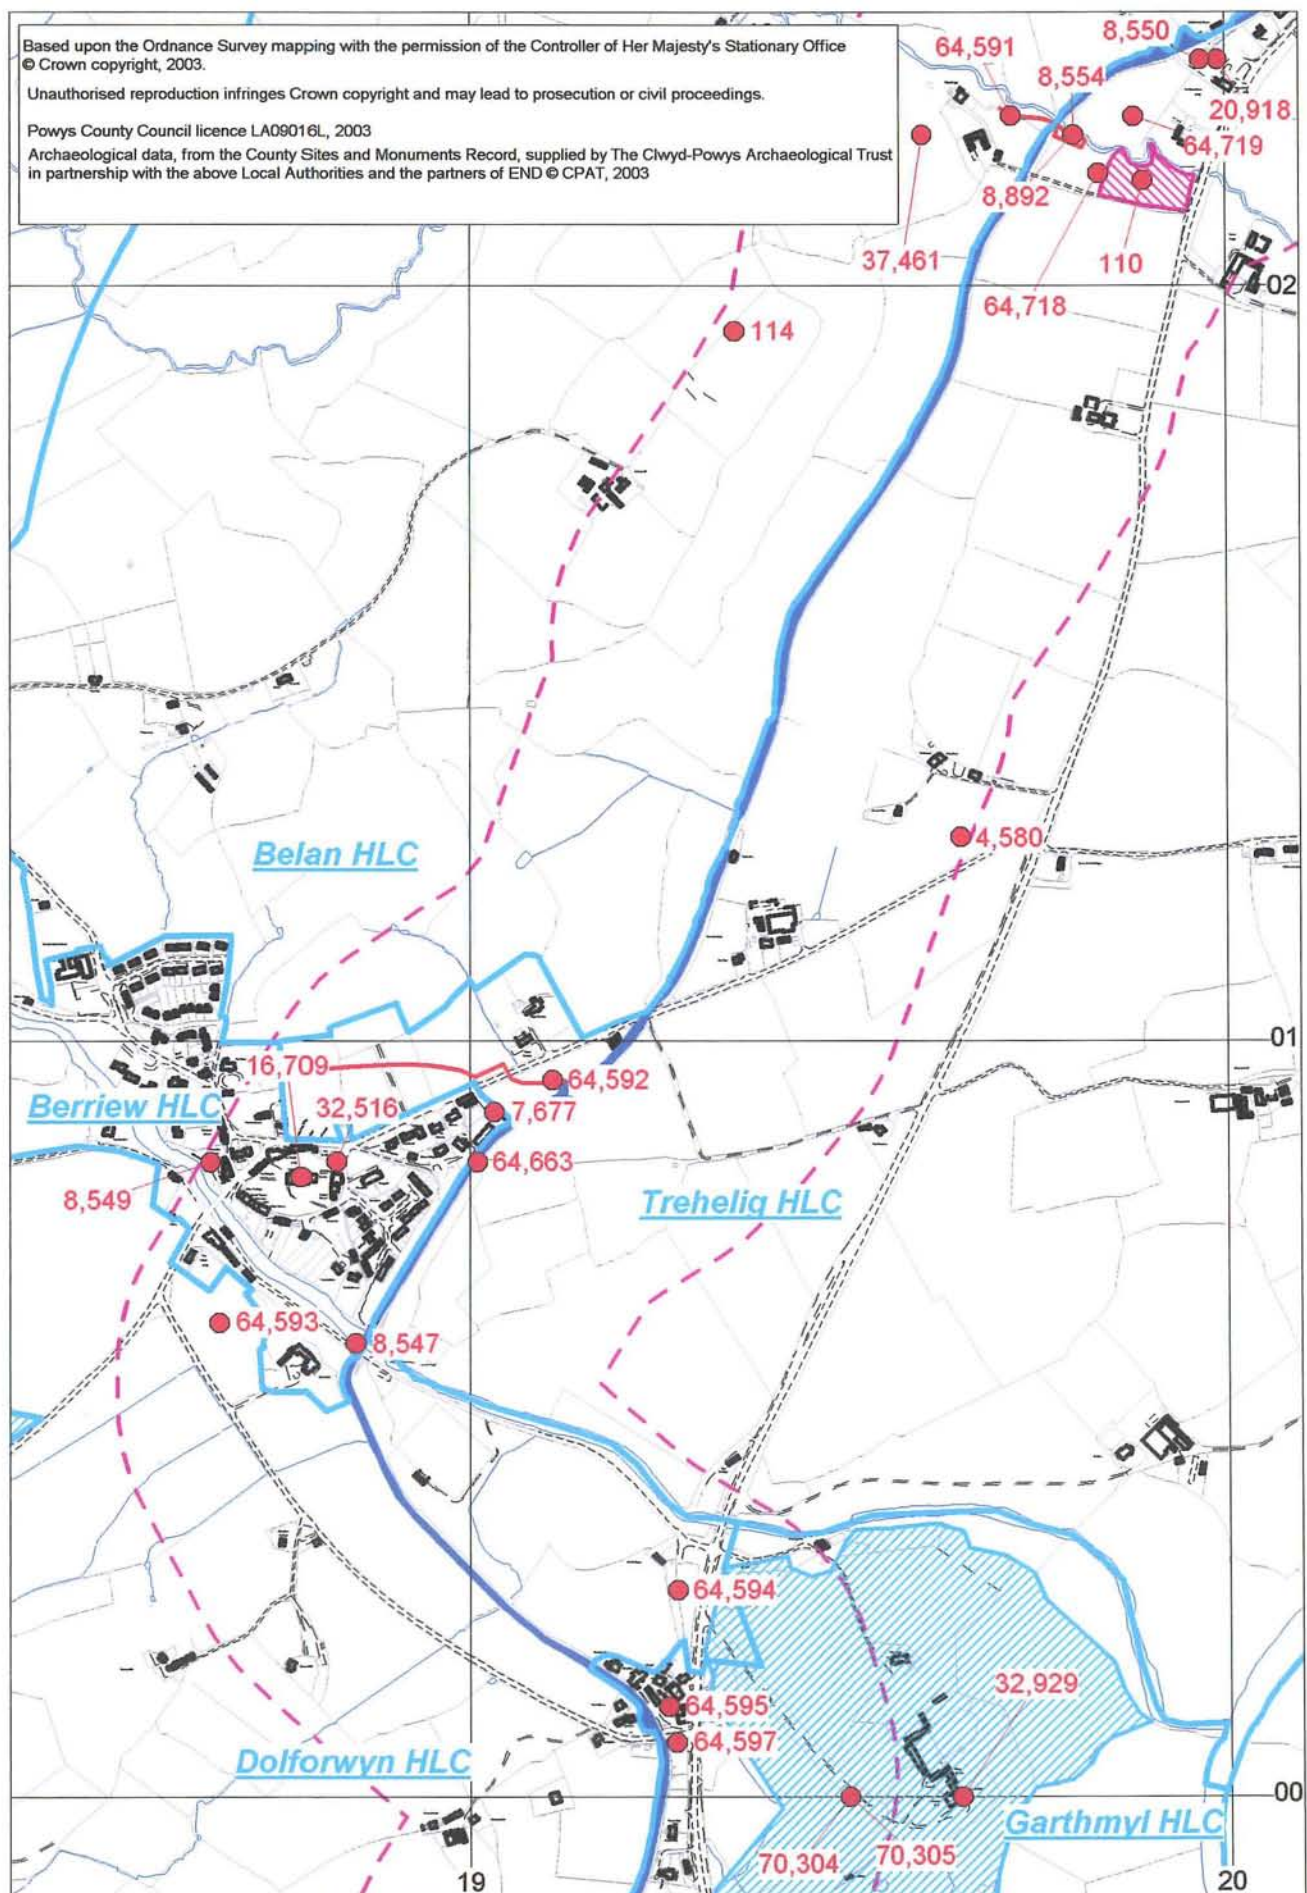 Based upon the Ordnance Survey mapping with the permission of the Controller of Her Majesty's Stationary Office
© Crown copyright, 2003.
Unauthorised reproduction infringes Crown copyright and may lead to prosecution or civil proceedings.
Powys County Council licence LA09016L, 2003
Archaeological data, from the County Sites and Monuments Record, supplied by The Clwyd-Powys Archaeological Trust
in partnership with the above Local Authorities and the partners of END © CPAT, 2003
8,550
64,591
8,554
20,918
64,719
8,892
37,461
110
64,718
02
114
4,580
Belan HLC
01
16,709
64,592
Berriew HLC
32,516
7,677
64,663
8,549
Trehelig HLC
64,593
8,547
64,594
32,929
64,595
64,597
Dolforwyn HLC
00
Garthmyl HLC
70,304
70,305
19
20